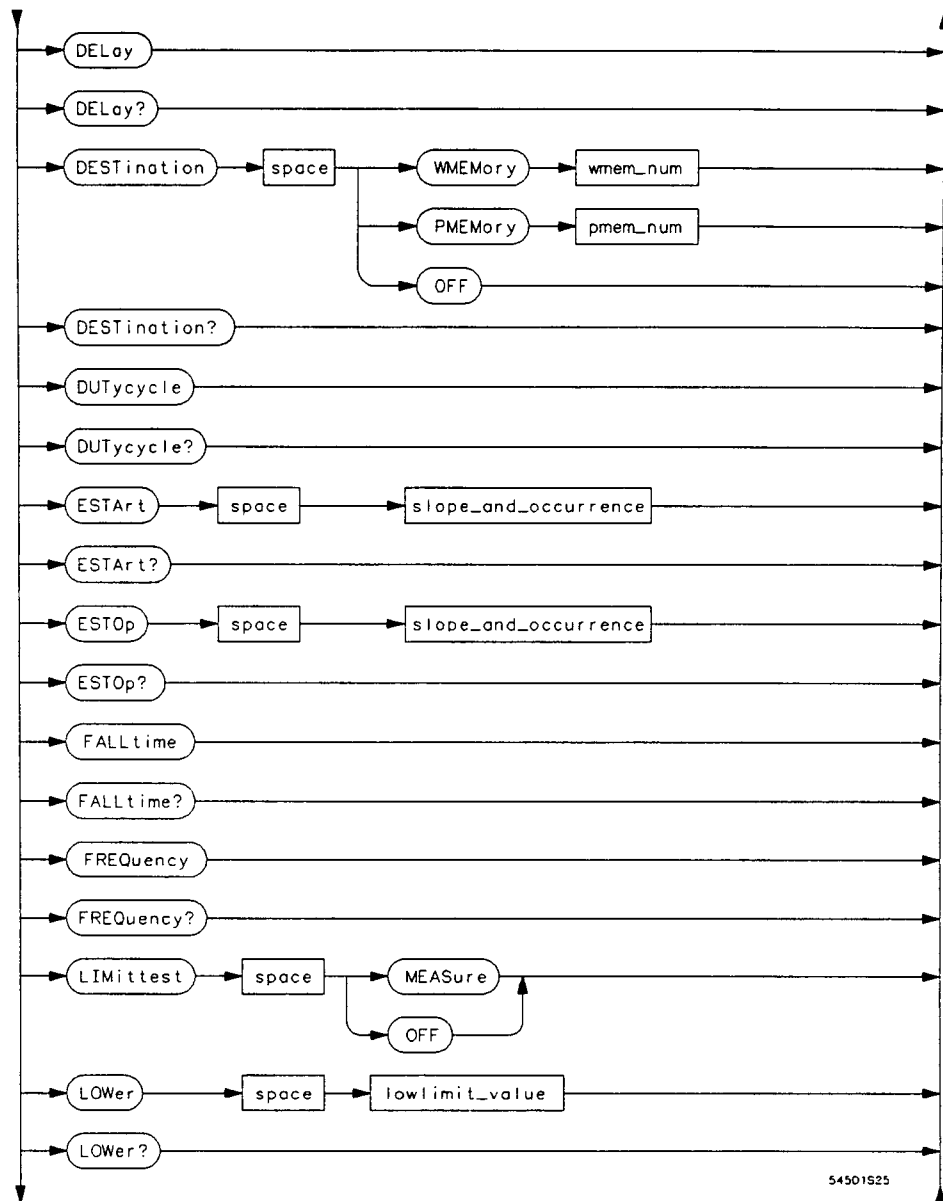 DELay
DELay?
DESTination space WMEMory wmem_num
PMEMory pmem_num
OFF
DESTination?
DUTycycle
DUTycycle?
ESTArt space slope_and_occurrence
ESTArt?
ESTOp space slope_and_occurrence
ESTOp?
FALLtime
FALLtime?
FREQuency
FREQuency?
LIMittest space MEASure
OFF
LOWer space lowlimit_value
LOWer?
54501S25